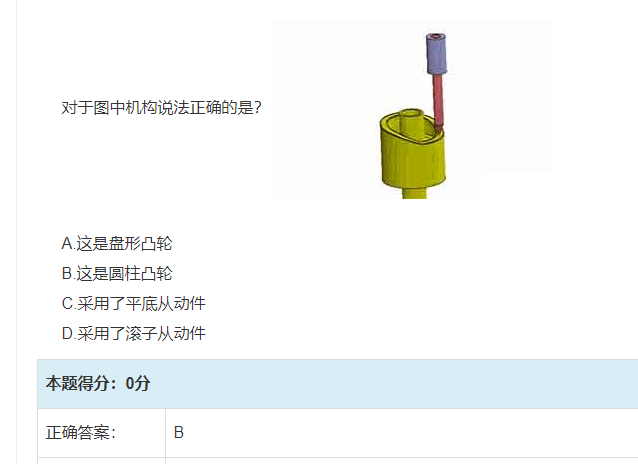 对于图中机构说法正确的是?
A.这是盘形凸轮
B.这是圆柱凸轮
C.采用了平底从动件
D.采用了滚子从动件
本题得分：0分
正确答案： B